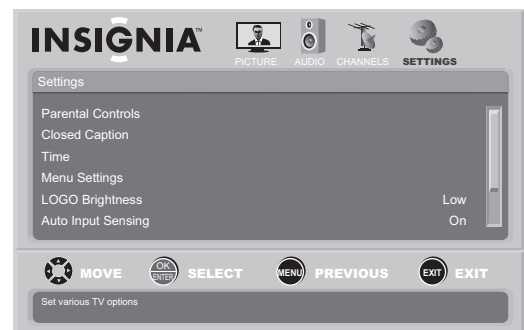 INSIGNIA™
PICTURE AUDIO CHANNELS SETTINGS
Settings
Parental Controls
Closed Caption
Time
Menu Settings
LOGO Brightness Low
Auto Input Sensing On
MOVE OK ENTER SELECT MENU PREVIOUS EXIT EXIT
Set various TV options